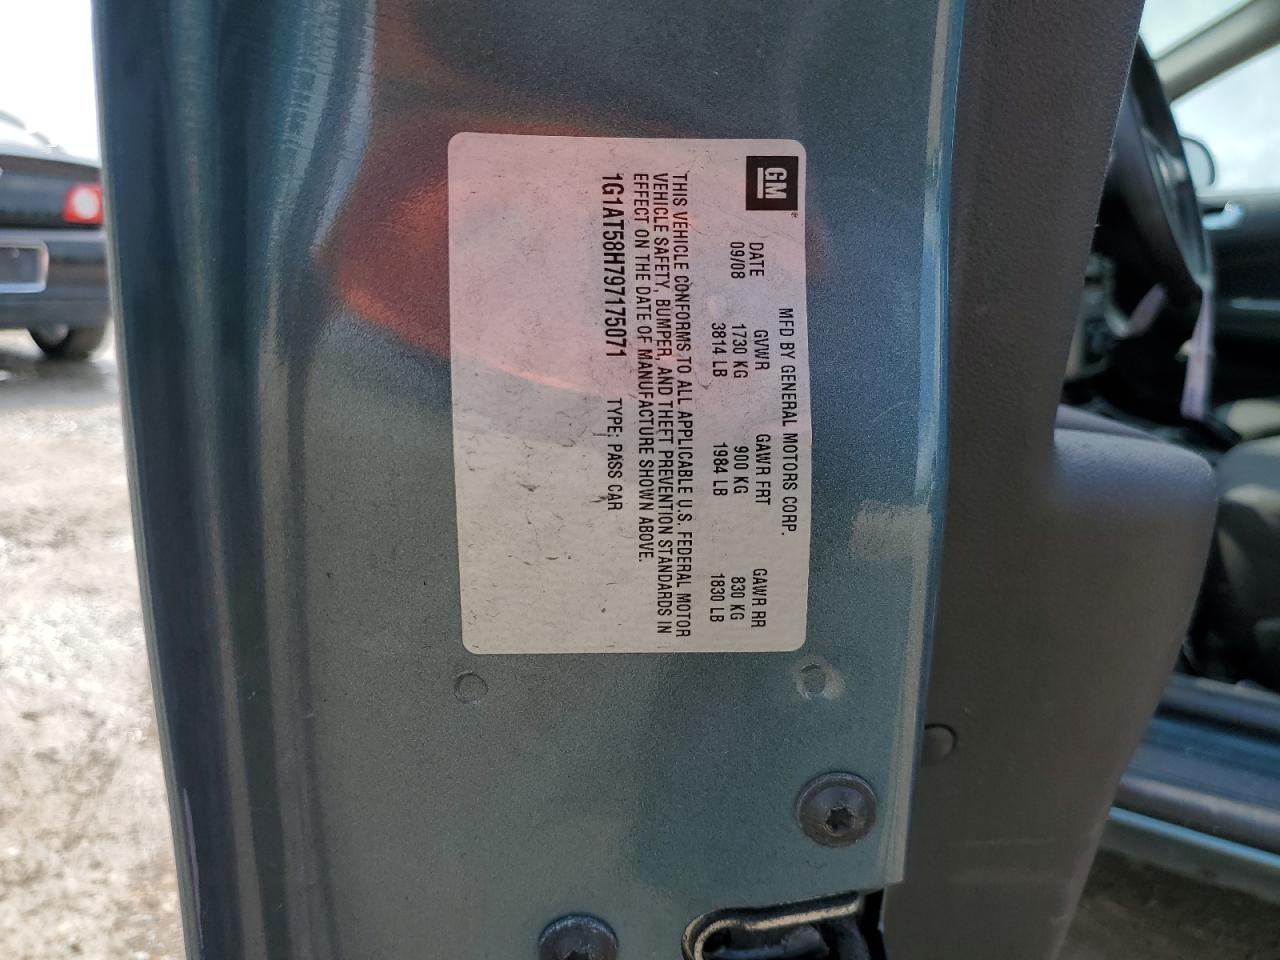 GM®
MFD BY GENERAL MOTORS CORP.
DATE GVWR GAWR FRT GAWR RR
09/08 1730 KG 900 KG 830 KG
3814 LB 1984 LB 1830 LB
THIS VEHICLE CONFORMS TO ALL APPLICABLE U.S. FEDERAL MOTOR
VEHICLE SAFETY, BUMPER, AND THEFT PREVENTION STANDARDS IN
EFFECT ON THE DATE OF MANUFACTURE SHOWN ABOVE.
1G1AT58H797175071 TYPE: PASS CAR